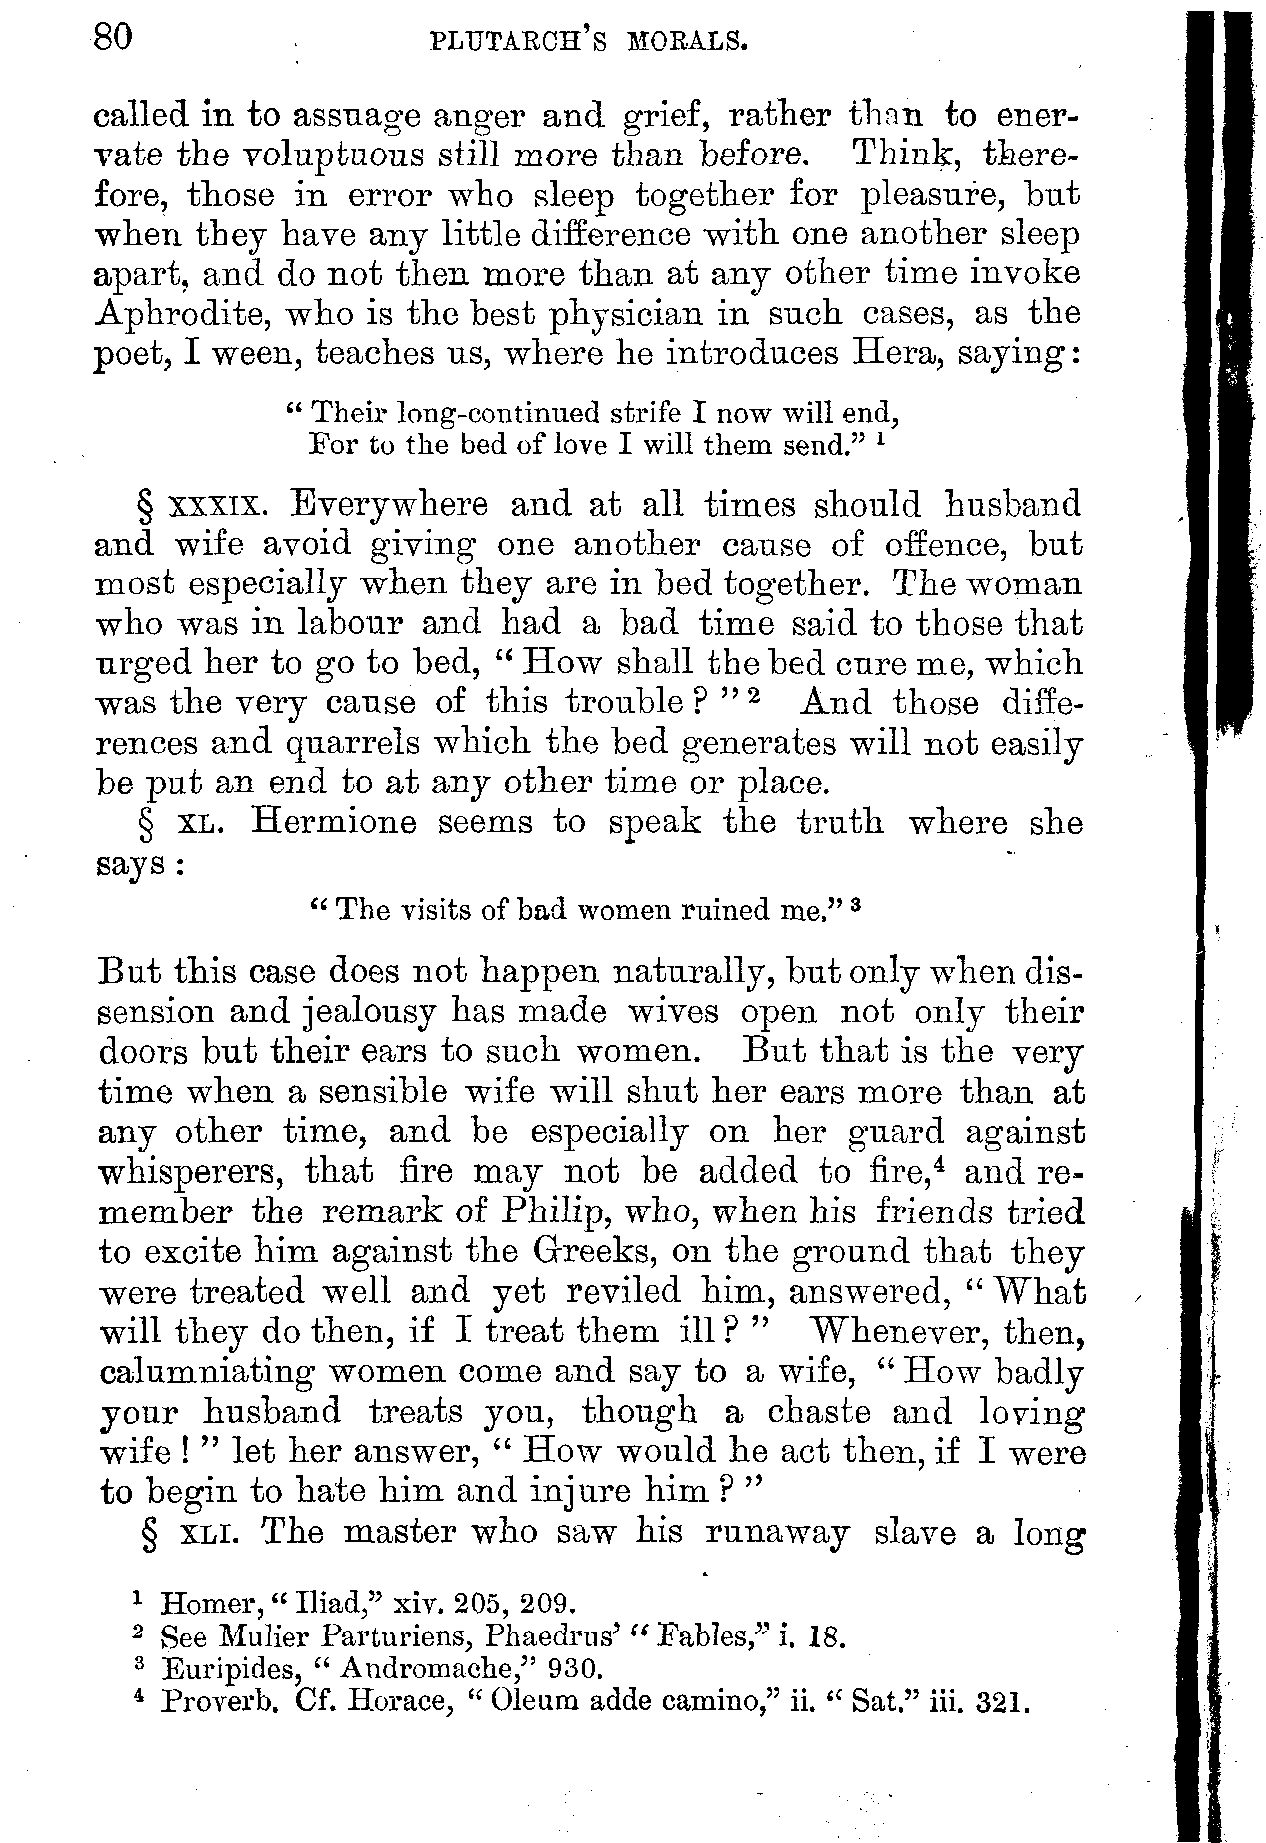 80 PLUTARCH'S MORALS.
called in to assuage anger and grief, rather than to ener-
vate the voluptuous still more than before. Think, there-
fore, those in error who sleep together for pleasure, but
when they have any little difference with one another sleep
apart, and do not then more than at any other time invoke
Aphrodite, who is the best physician in such cases, as the
poet, I ween, teaches us, where he introduces Hera, saying:
“ Their long-continued strife I now will end,
For to the bed of love I will them send.” ¹
§ XXXIX. Everywhere and at all times should husband
and wife avoid giving one another cause of offence, but
most especially when they are in bed together. The woman
who was in labour and had a bad time said to those that
urged her to go to bed, “ How shall the bed cure me, which
was the very cause of this trouble ? ” ² And those diffe-
rences and quarrels which the bed generates will not easily
be put an end to at any other time or place.
§ XL. Hermione seems to speak the truth where she
says :
“ The visits of bad women ruined me.” ³
But this case does not happen naturally, but only when dis-
sension and jealousy has made wives open not only their
doors but their ears to such women. But that is the very
time when a sensible wife will shut her ears more than at
any other time, and be especially on her guard against
whisperers, that fire may not be added to fire,⁴ and re-
member the remark of Philip, who, when his friends tried
to excite him against the Greeks, on the ground that they
were treated well and yet reviled him, answered, “ What
will they do then, if I treat them ill ? ” Whenever, then,
calumniating women come and say to a wife, “ How badly
your husband treats you, though a chaste and loving
wife ! ” let her answer, “ How would he act then, if I were
to begin to hate him and injure him ? ”
§ XLI. The master who saw his runaway slave a long
¹ Homer, “ Iliad,” xiv. 205, 209.
² See Mulier Parturiens, Phaedrus’ “ Fables,” i. 18.
³ Euripides, “ Andromache,” 930.
⁴ Proverb. Cf. Horace, “ Oleum adde camino,” ii. “ Sat.” iii. 321.